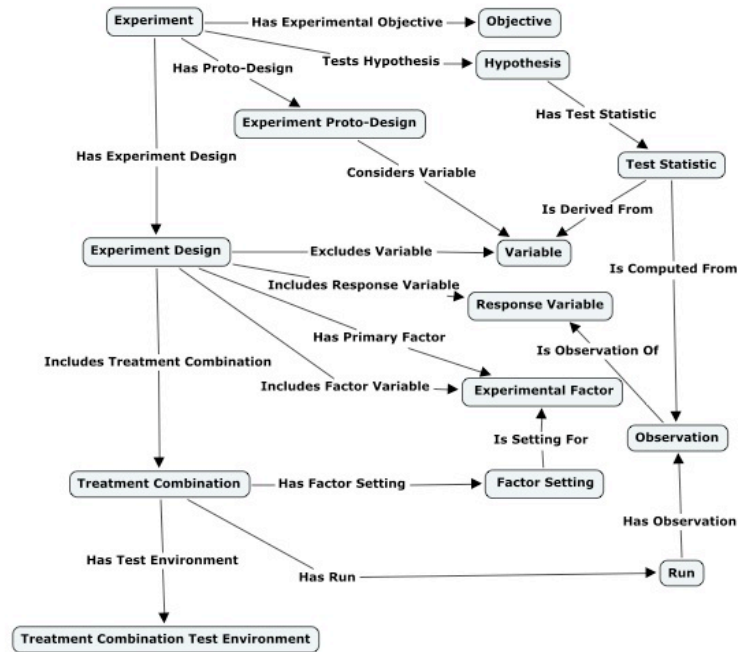 Experiment
Has Experimental Objective
Objective
Has Proto-Design
Tests Hypothesis
Hypothesis
Experiment Proto-Design
Has Test Statistic
Has Experiment Design
Test Statistic
Considers Variable
Is Derived From
Experiment Design
Excludes Variable
Variable
Is Computed From
Includes Response Variable
Response Variable
Has Primary Factor
Is Observation Of
Includes Treatment Combination
Includes Factor Variable
Experimental Factor
Is Setting For
Observation
Treatment Combination
Has Factor Setting
Factor Setting
Has Observation
Has Test Environment
Has Run
Run
Treatment Combination Test Environment